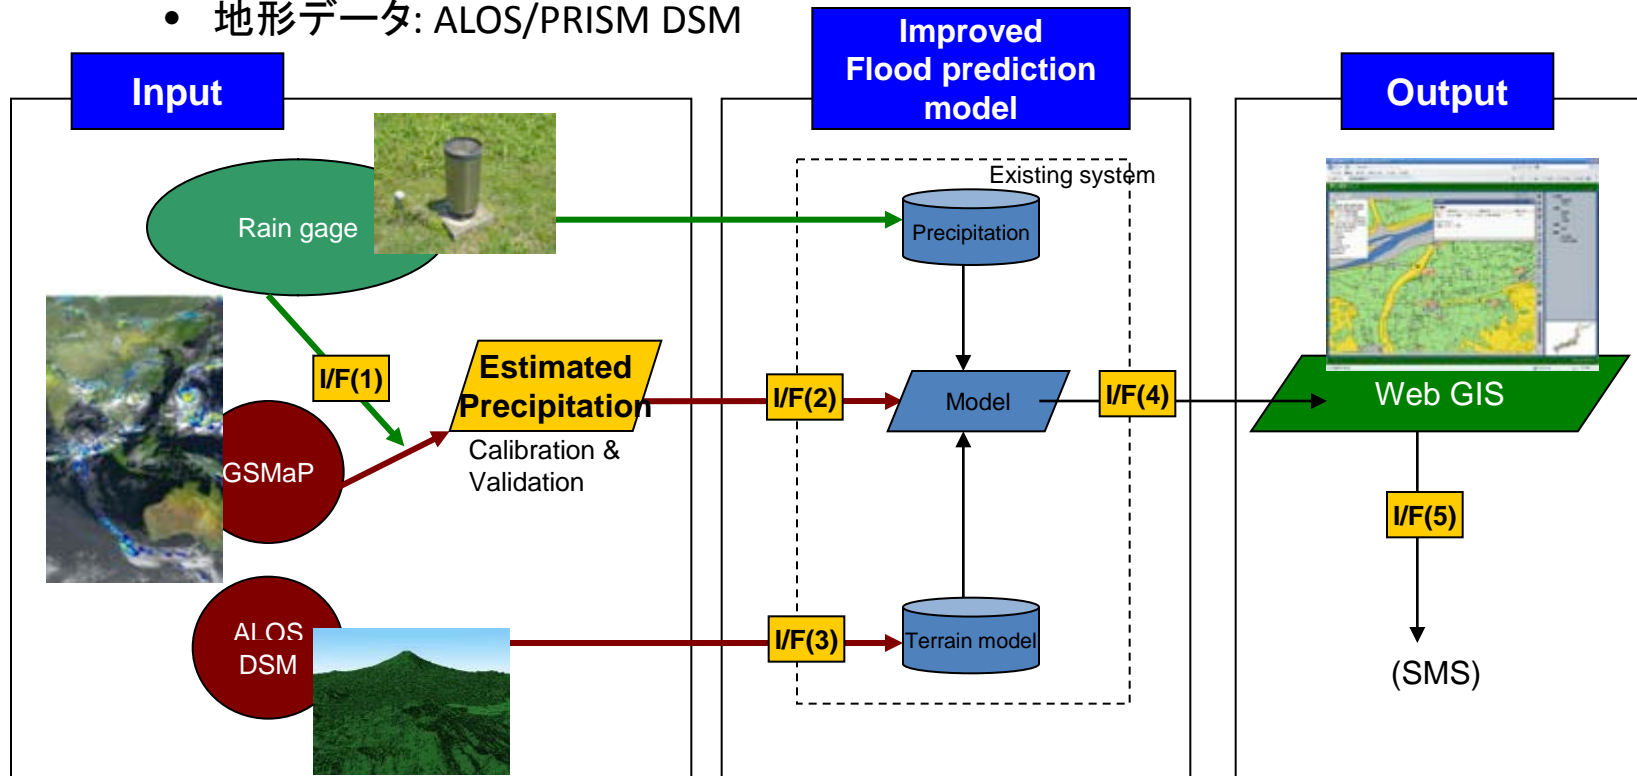 • 地形データ: ALOS/PRISM DSM
Input
Improved
Flood prediction
model
Output
Existing system
Rain gage
Precipitation
I/F(1)
Estimated
Precipitation
I/F(2)
Model
I/F(4)
Web GIS
Calibration &
Validation
GSMaP
I/F(5)
ALOS
DSM
I/F(3)
Terrain model
(SMS)